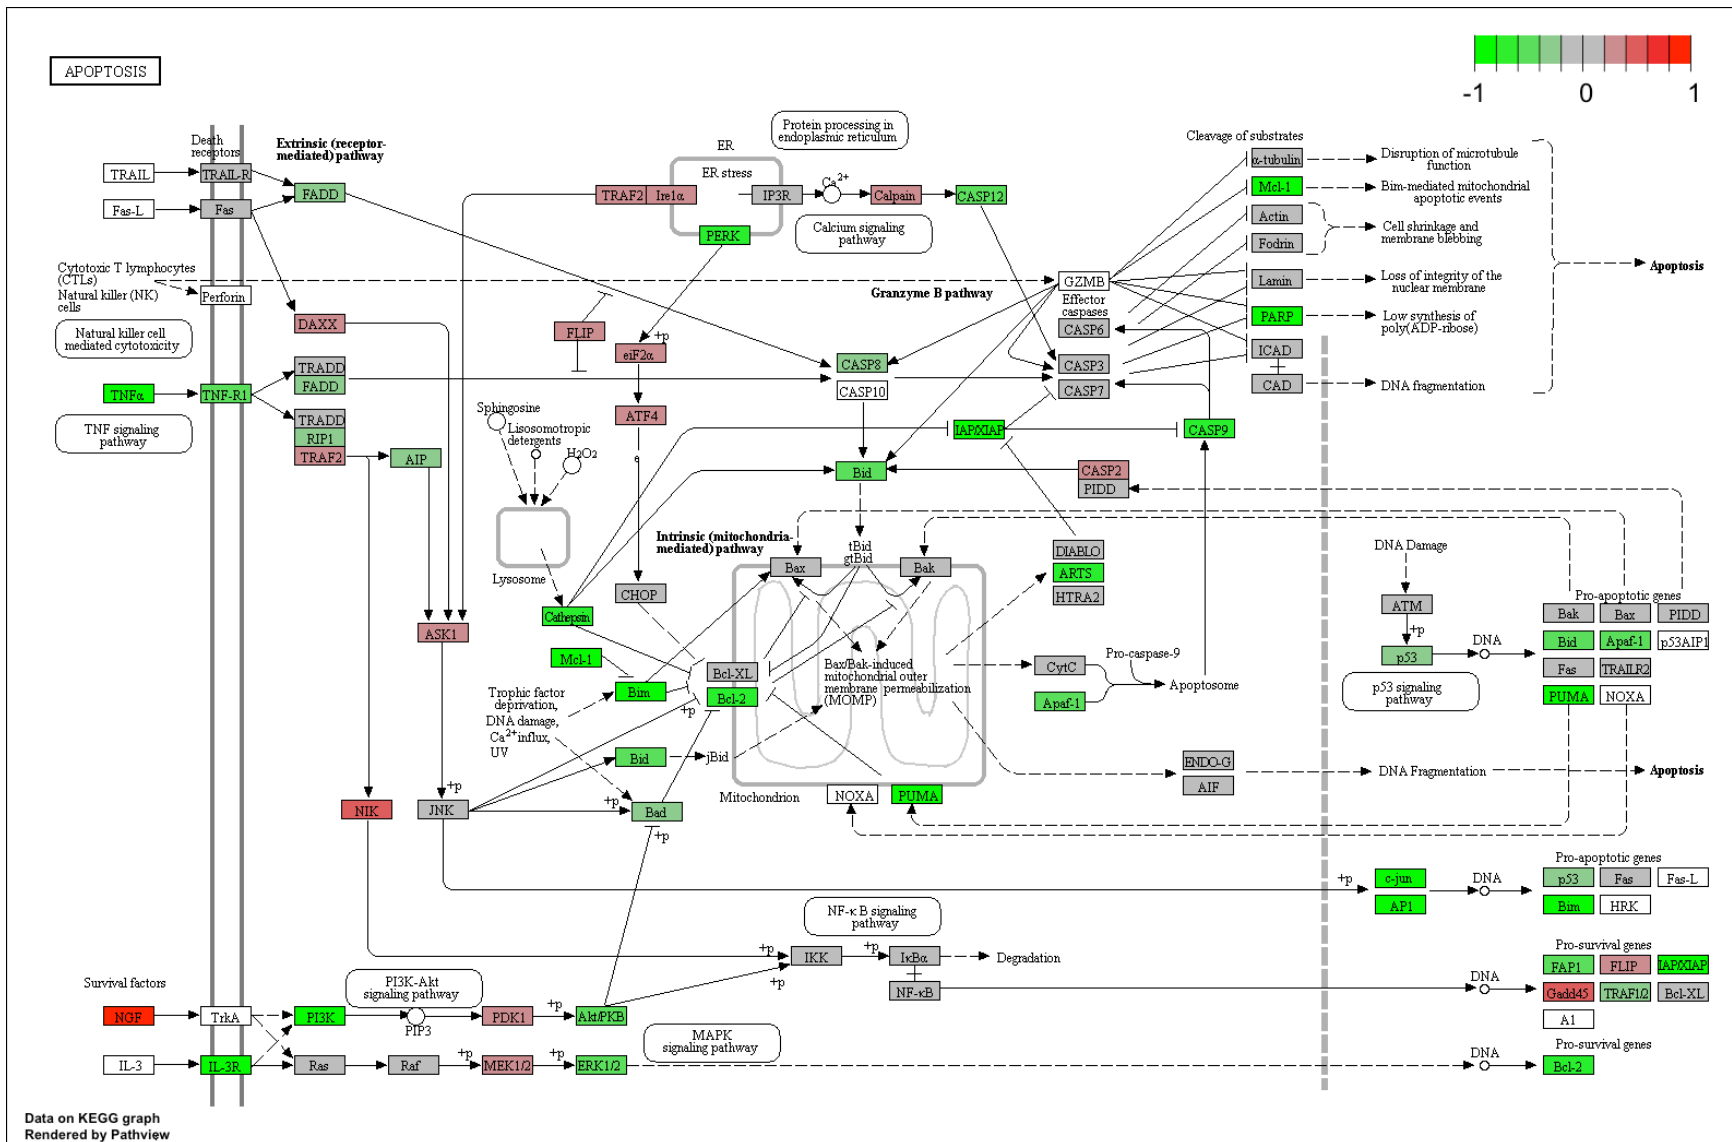 APOPTOSIS
-1
0
1
Death
receptors
Extrinsic (receptor-
mediated) pathway
TRAIL
TRAIL-R
FADD
Fas-L
Fas
Protein processing in
endoplasmic reticulum
ER
ER stress
TRAF2
Ire1α
IP3R
Ca2+
Calpain
CASP12
PERK
Calcium signaling
pathway
Cleavage of substrates
α-tubulin
Disruption of microtubule
function
Mcl-1
Bim-mediated mitochondrial
apoptotic events
Actin
Fodrin
Cell shrinkage and
membrane blebbing
Lamin
Loss of integrity of the
nuclear membrane
PARP
Low synthesis of
poly(ADP-ribose)
ICAD
CAD
DNA fragmentation
Apoptosis
Cytotoxic T lymphocytes
(CTLs)
Natural killer (NK)
cells
Perforin
Granzyme B pathway
GZMB
Effector
caspases
CASP6
CASP3
CASP7
Natural killer cell
mediated cytotoxicity
DAXX
FLIP
+p
eiF2α
CASP8
CASP10
TNFα
TNF-R1
TRADD
FADD
TRADD
RIP1
TRAF2
AIP
TNF signaling
pathway
ATF4
e
Sphingosine
Lisosomotropic
detergents
H2O2
IAP/XIAP
CASP9
Bid
CASP2
PIDD
Lysosome
Intrinsic (mitochondria-
mediated) pathway
tBid
gtBid
Bax
Bak
DIABLO
ARTS
HTRA2
CHOP
Cathepsin
ASK1
Mcl-1
Bim
Bcl-XL
Bcl-2
+p
Bax/Bak-induced
mitochondrial outer
membrane permeabilization
(MOMP)
CytC
Pro-caspase-9
Apaf-1
Apoptosome
Trophic factor
deprivation,
DNA damage,
Ca2+influx,
UV
Bid
jBid
+p
Bad
+p
+p
Mitochondrion
NOXA
PUMA
ENDO-G
AIF
DNA Fragmentation
Apoptosis
DNA Damage
ATM
+p
p53
DNA
p53 signaling
pathway
Pro-apoptotic genes
Bak
Bax
PIDD
Bid
Apaf-1
p53AIP1
Fas
TRAILR2
PUMA
NOXA
NIK
+p
JNK
+p
c-jun
AP1
DNA
Pro-apoptotic genes
p53
Fas
Fas-L
Bim
HRK
NF-κB signaling
pathway
+p
IKK
+p
+p
IκBα
Degradation
NF-κB
DNA
Pro-survival genes
FAP1
FLIP
IAP/XIAP
Gadd45
TRAF1/2
Bcl-XL
A1
Survival factors
PI3K-Akt
signaling pathway
NGF
TrkA
PI3K
PIP3
PDK1
+p
Akt/PKB
MAPK
signaling pathway
IL-3
IL-3R
Ras
Raf
+p
MEK1/2
+p
ERK1/2
DNA
Pro-survival genes
Bcl-2
Data on KEGG graph
Rendered by Pathview